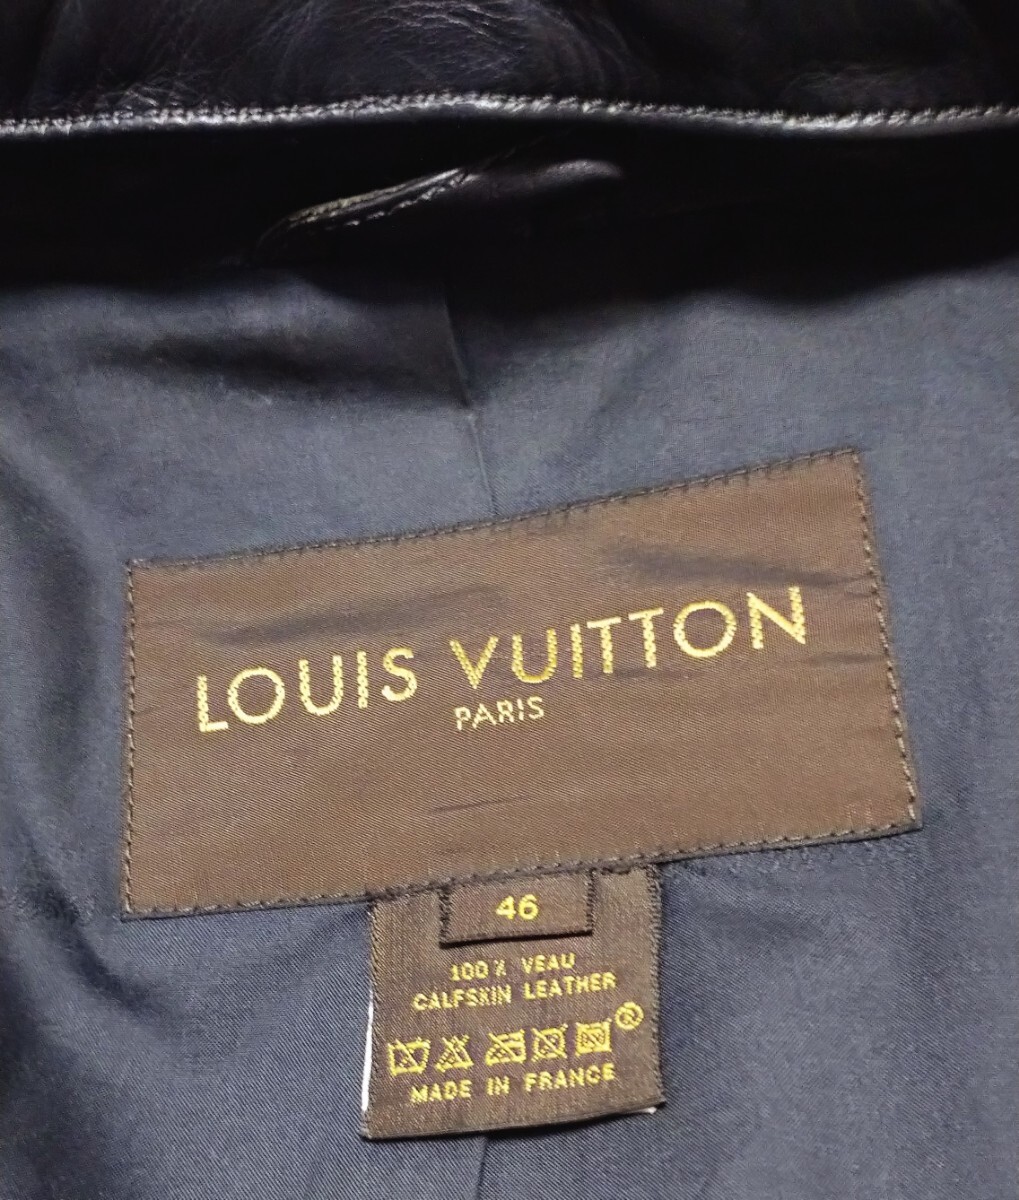 LOUIS VUITTON
PARIS
46
100% VEAU
CALFSKIN LEATHER
®
MADE IN FRANCE